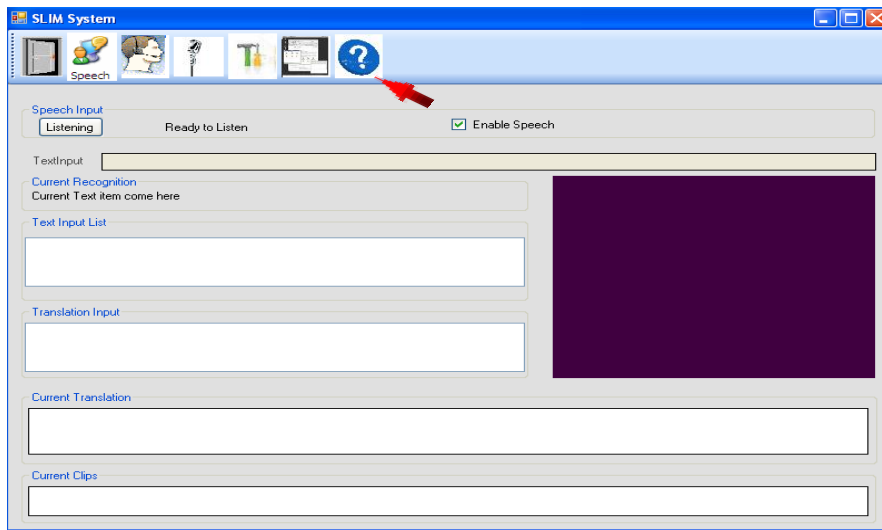 SLIM System
Speech
?
Speech Input
Listening Ready to Listen Enable Speech
TextInput
Current Recognition
Current Text item come here
Text Input List
Translation Input
Current Translation
Current Clips